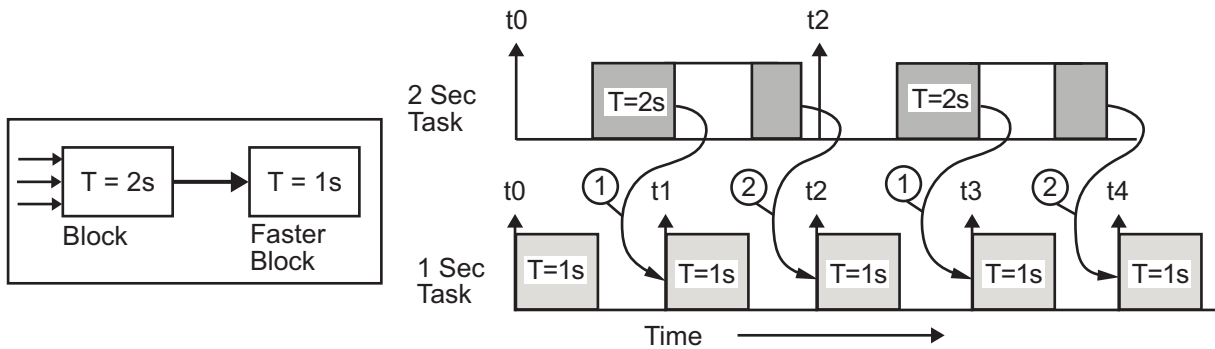 T = 2s
T = 1s
Block
Faster
Block
t0
t2
2 Sec
Task
T=2s
T=2s
1
2
1
2
t0
t1
t2
t3
t4
1 Sec
Task
T=1s
T=1s
T=1s
T=1s
T=1s
Time